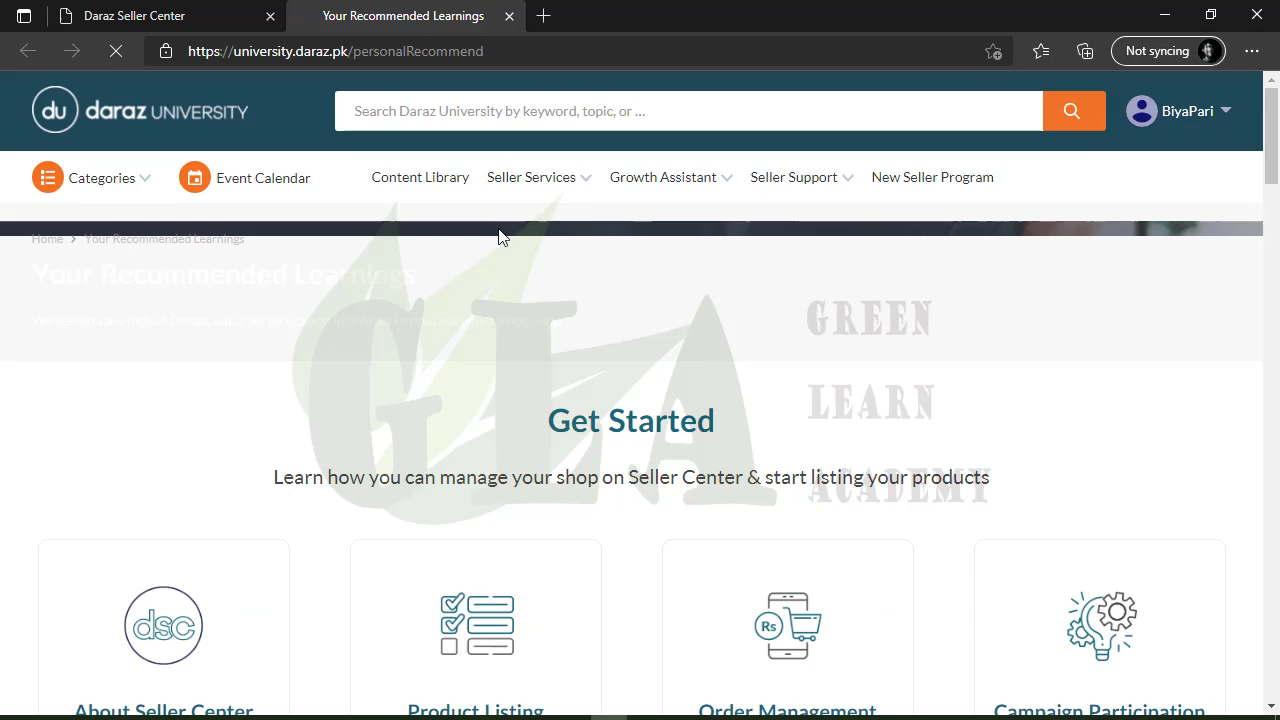 Daraz Seller Center
Your Recommended Learnings
https://university.daraz.pk/personalRecommend
Not syncing
du daraz UNIVERSITY
Search Daraz University by keyword, topic, or ...
BiyaPari
Categories
Event Calendar
Content Library
Seller Services
Growth Assistant
Seller Support
New Seller Program
Home > Your Recommended Learnings
Your Recommended Learnings
GLA
GREEN
LEARN
ACADEMY
Get Started
Learn how you can manage your shop on Seller Center & start listing your products
dsc
Rs
About Seller Center
Product Listing
Order Management
Campaign Participation